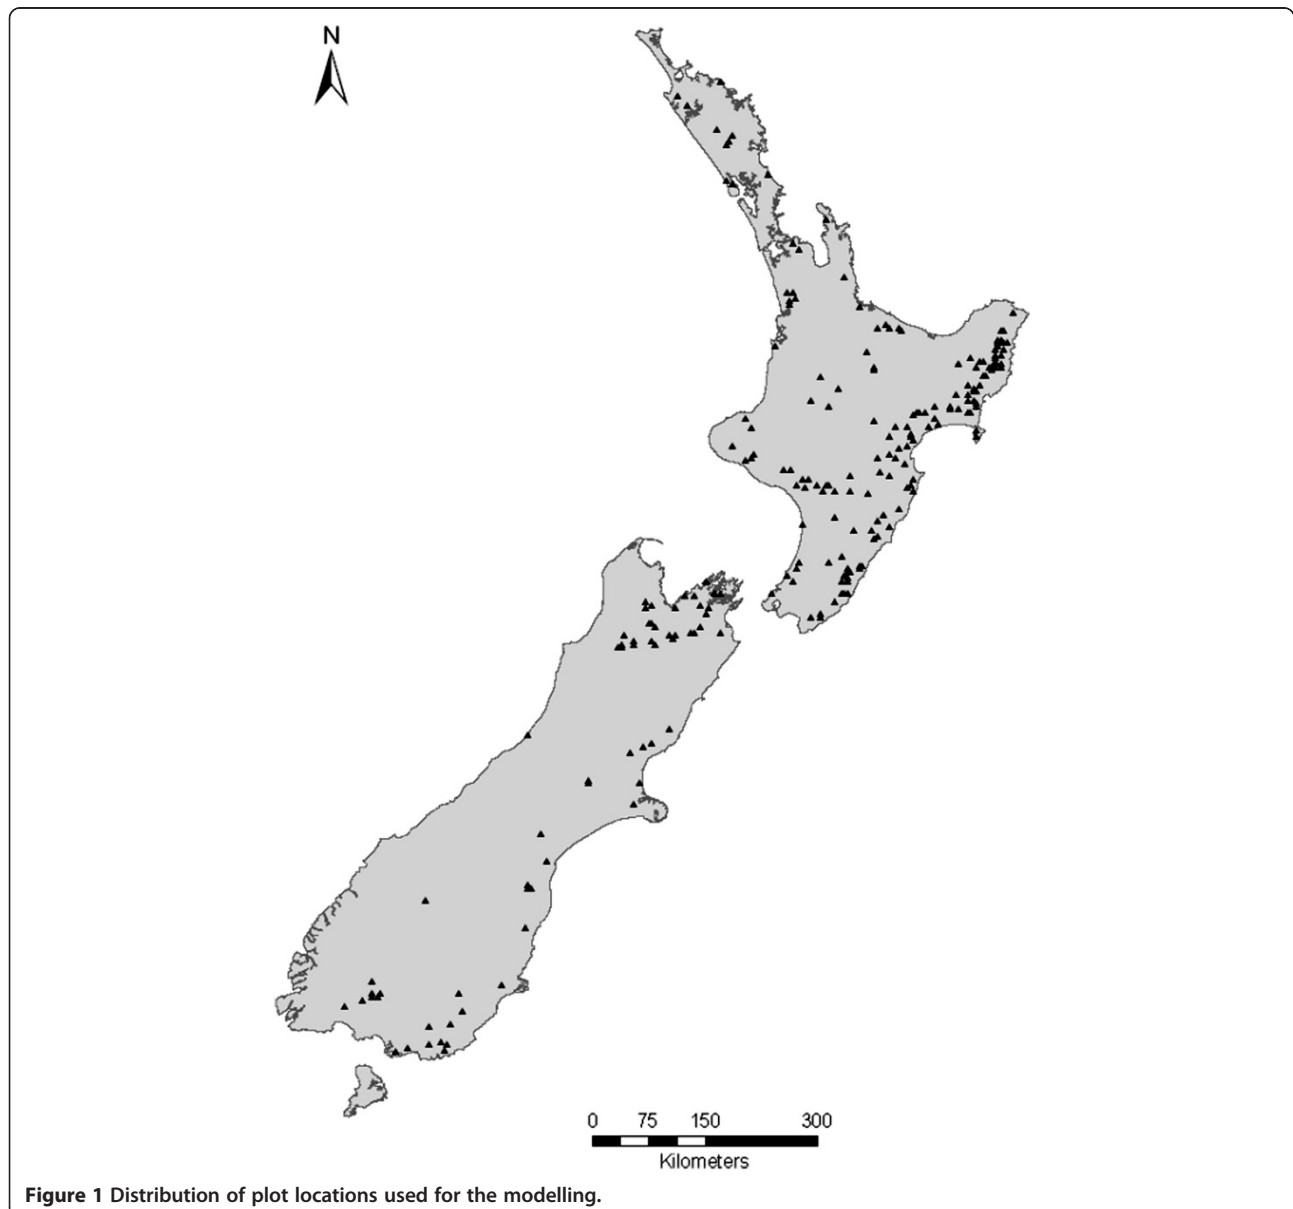 N
0 75 150 300
Kilometers
Figure 1 Distribution of plot locations used for the modelling.